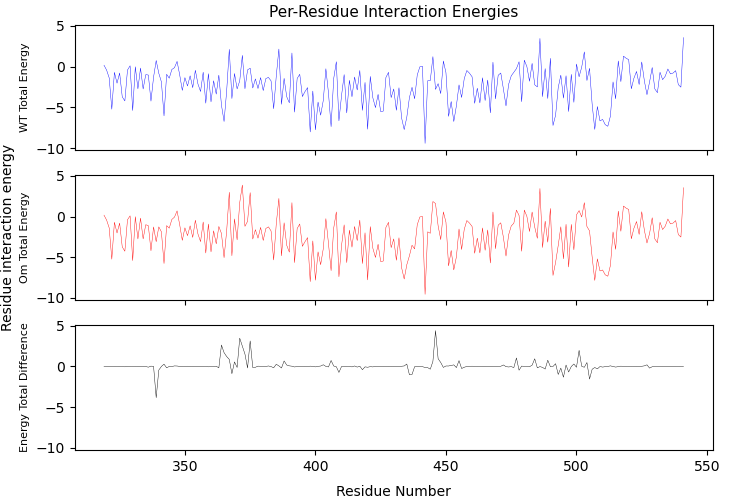 Per-Residue Interaction Energies
Residue interaction energy
WT Total Energy
5
0
−5
−10
Om Total Energy
5
0
−5
−10
Energy Total Difference
5
0
−5
−10
350 400 450 500 550
Residue Number